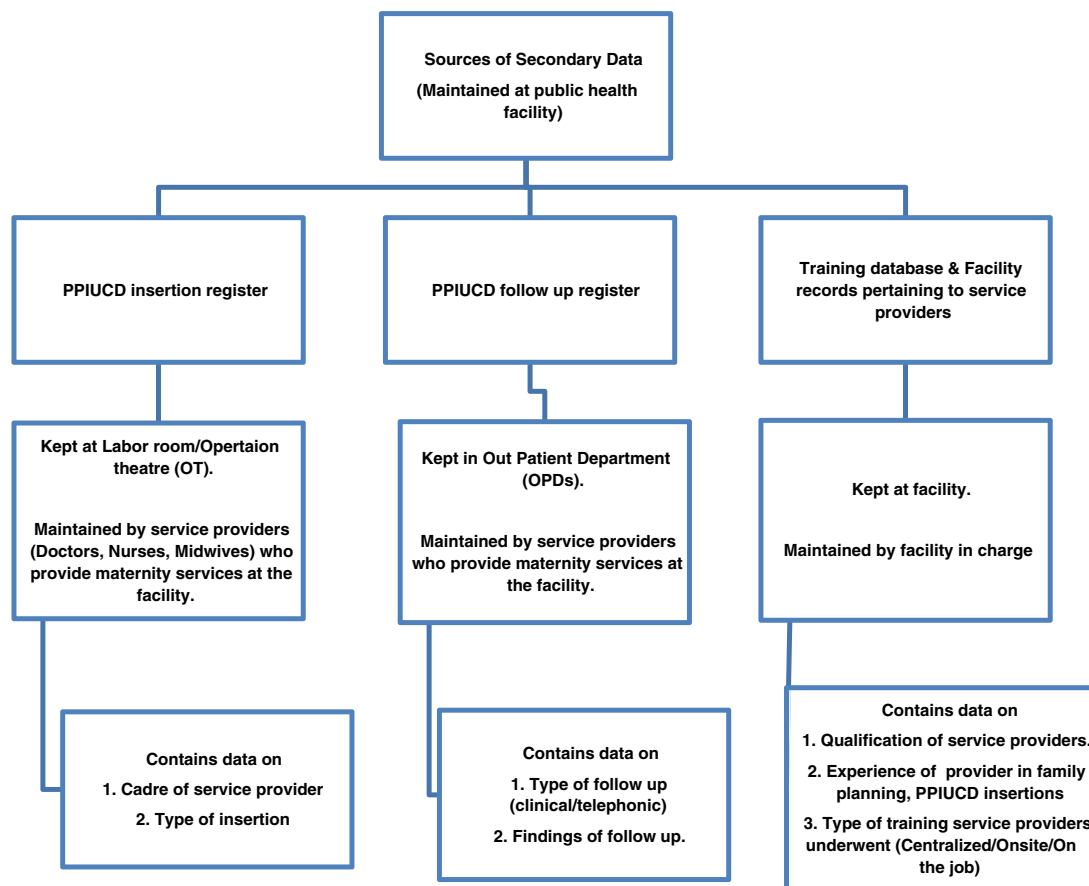 Sources of Secondary Data
(Maintained at public health
facility)
PPIUCD insertion register
PPIUCD follow up register
Training database & Facility
records pertaining to service
providers
Kept at Labor room/Opertaion
theatre (OT).
Maintained by service providers
(Doctors, Nurses, Midwives) who
provide maternity services at the
facility.
Kept in Out Patient Department
(OPDs).
Maintained by service providers
who provide maternity services at
the facility.
Kept at facility.
Maintained by facility in charge
Contains data on
1. Cadre of service provider
2. Type of insertion
Contains data on
1. Type of follow up
(clinical/telephonic)
2. Findings of follow up.
Contains data on
1. Qualification of service providers.
2. Experience of provider in family
planning, PPIUCD insertions
3. Type of training service providers
underwent (Centralized/Onsite/On
the job)